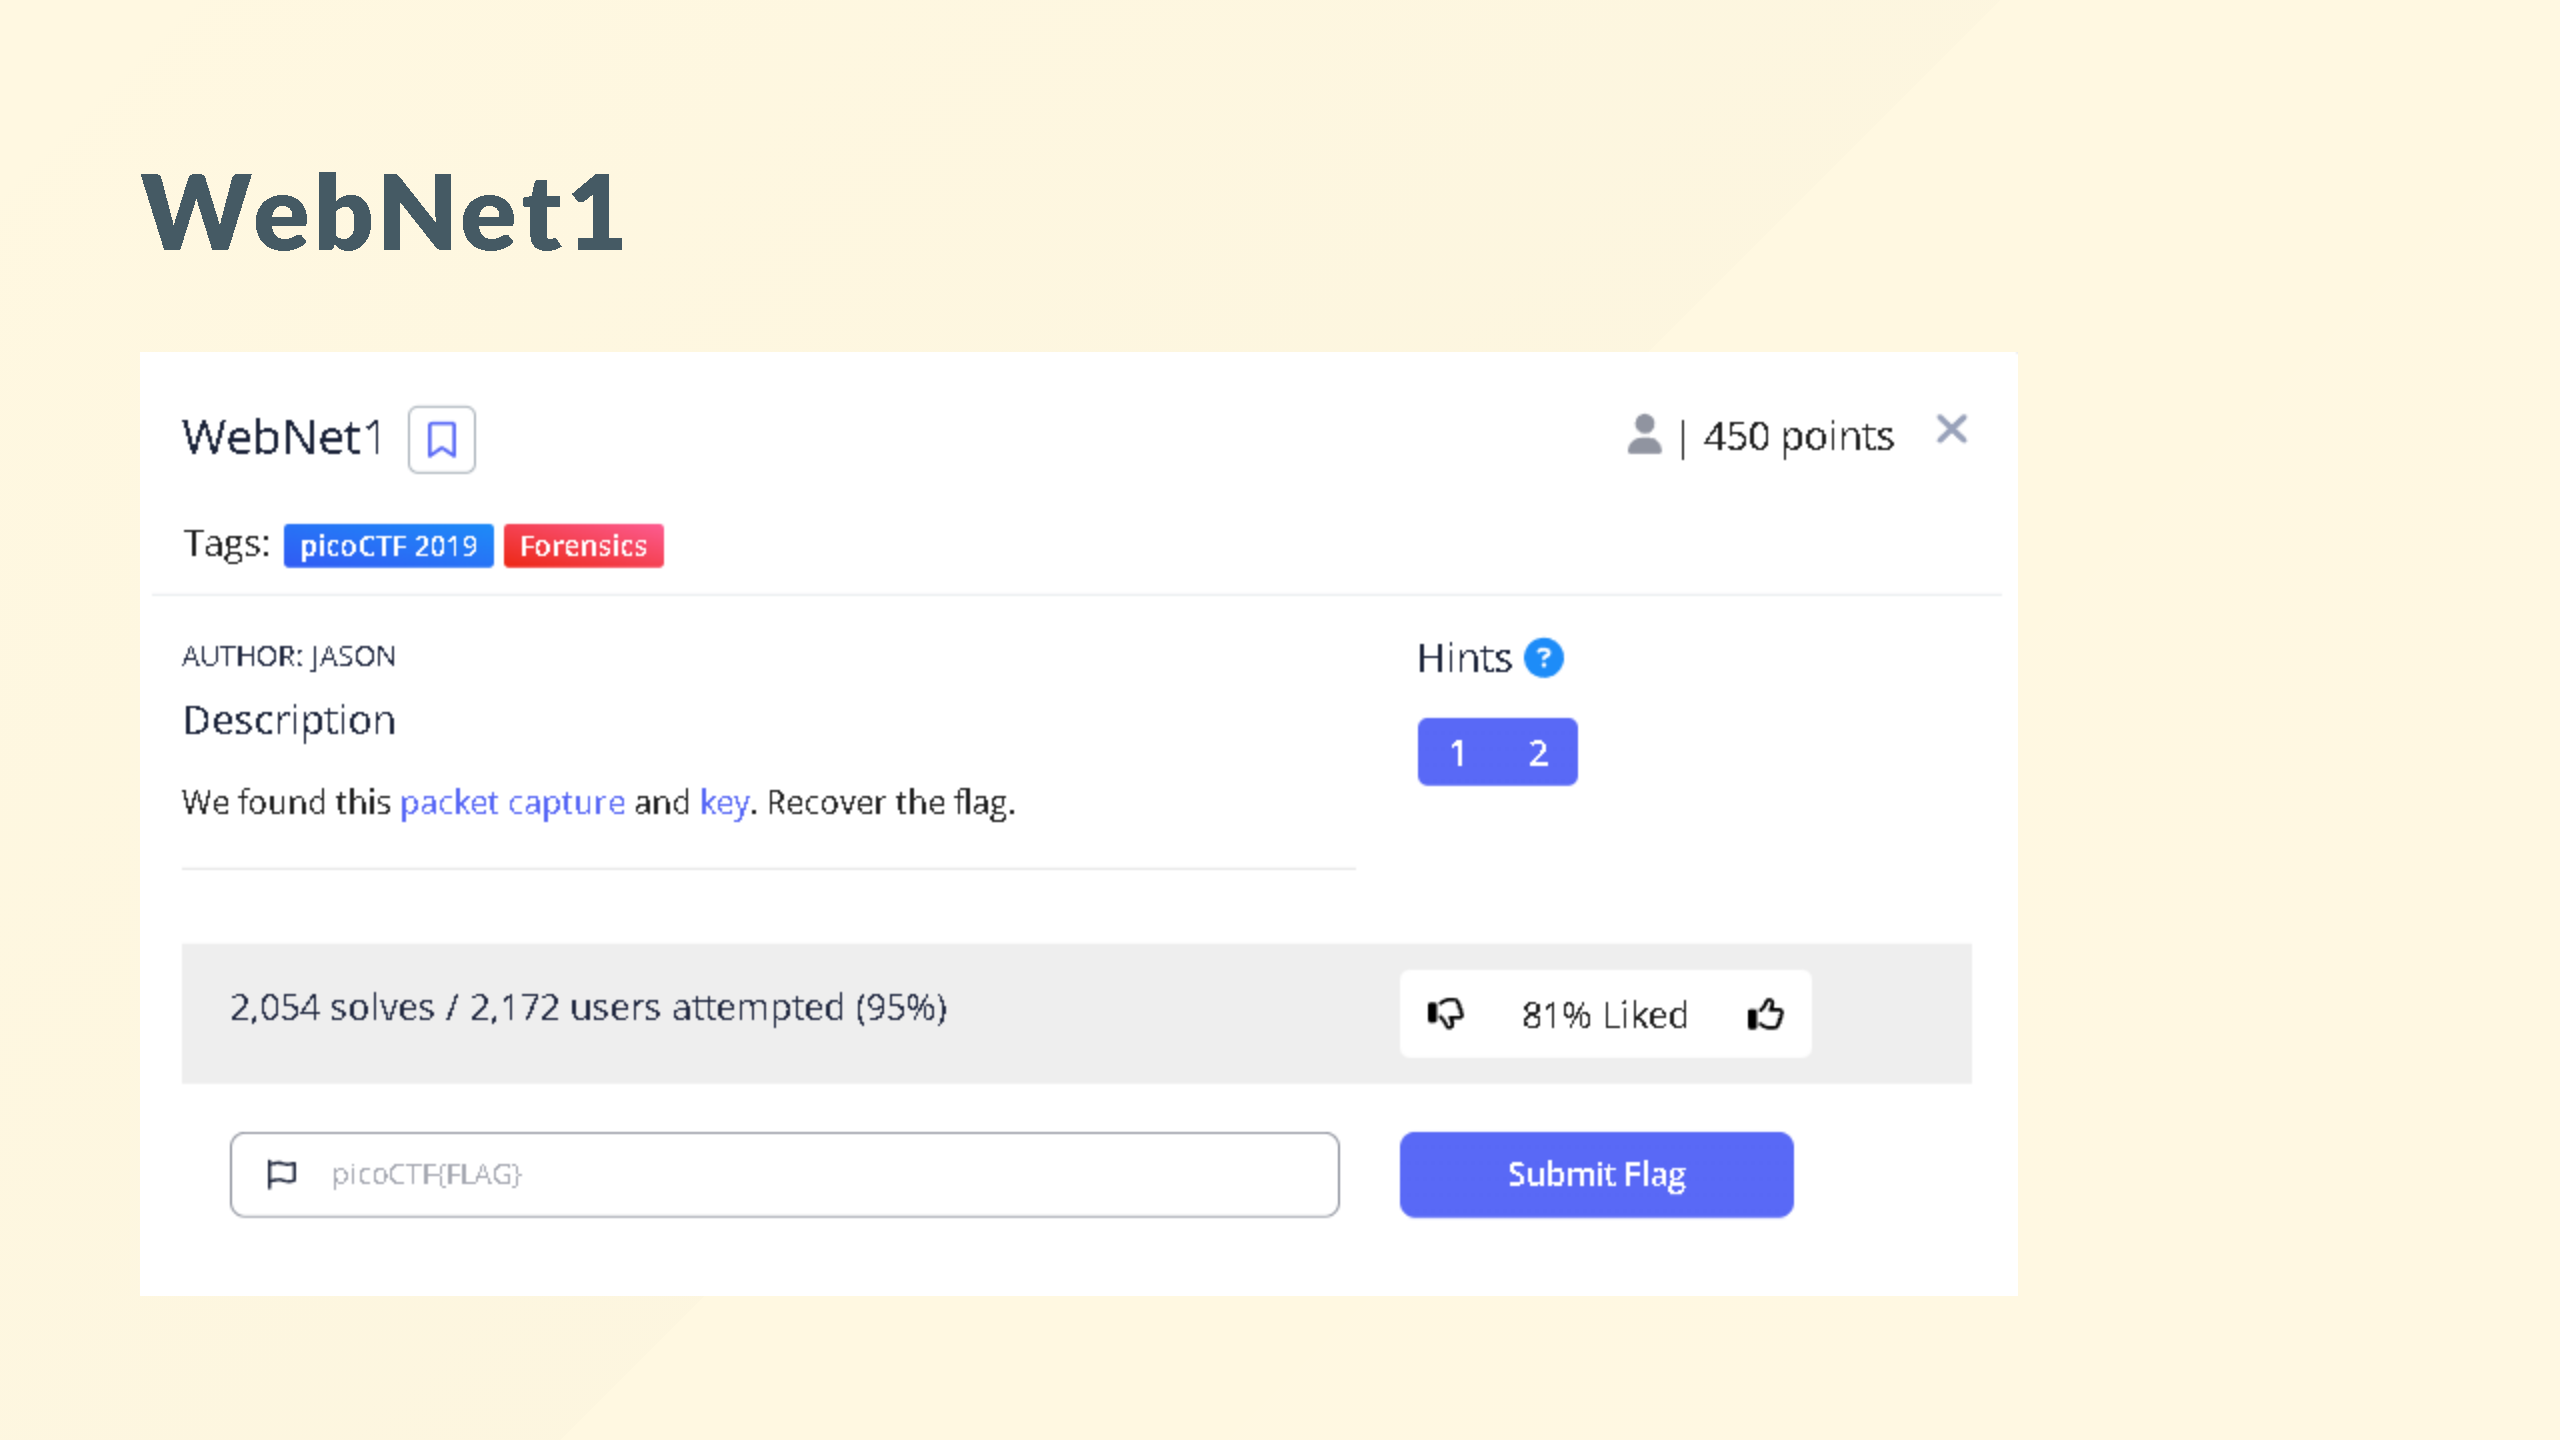 WebNet1
WebNet1 | 450 points
Tags: picoCTF 2019 Forensics
AUTHOR: JASON
Hints ?
Description
1 2
We found this packet capture and key. Recover the flag.
2,054 solves / 2,172 users attempted (95%)
81% Liked
picoCTF{FLAG}
Submit Flag